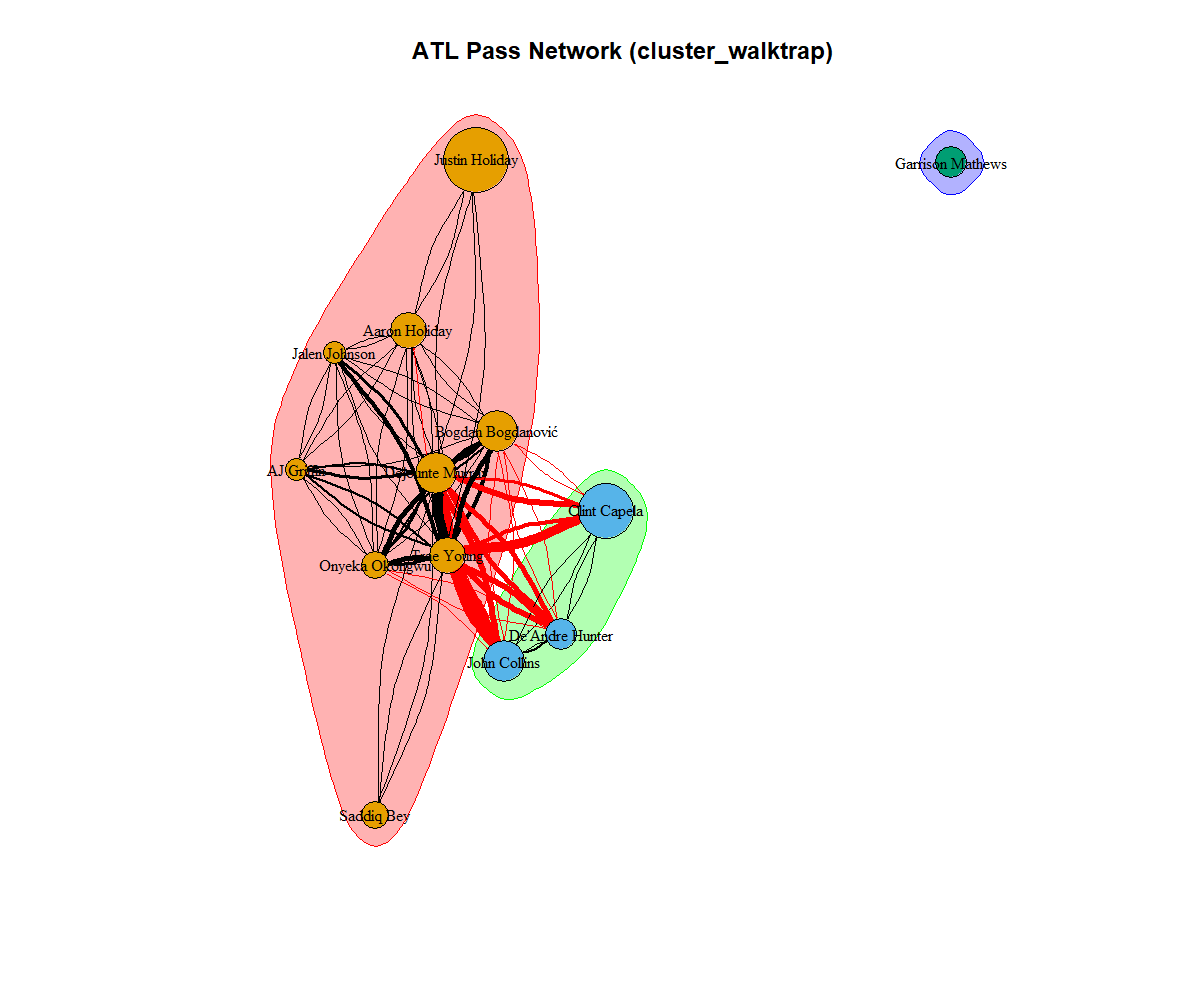 ATL Pass Network (cluster_walktrap)
Justin Holiday
Garrison Mathews
Aaron Holiday
Jalen Johnson
Bogdan Bogdanović
AJ Griffin
Dejounte Murray
Clint Capela
Trae Young
Onyeka Okongwu
De'Andre Hunter
John Collins
Saddiq Bey